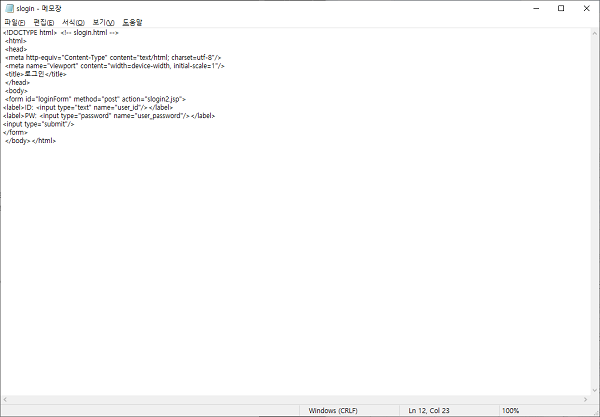 slogin - 메모장
파일(F) 편집(E) 서식(O) 보기(V) 도움말
<!DOCTYPE html> <!-- slogin.html -->
<html>
<head>
<meta http-equiv="Content-Type" content="text/html; charset=utf-8"/>
<meta name="viewport" content="width=device-width, initial-scale=1"/>
<title>로그인</title>
</head>
<body>
<form id="loginForm" method="post" action="slogin2.jsp">
<label>ID: <input type="text" name="user_id"/></label>
<label>PW: <input type="password" name="user_password"/></label>
<input type="submit"/>
</form>
</body></html>
Windows (CRLF) Ln 12, Col 23 100%